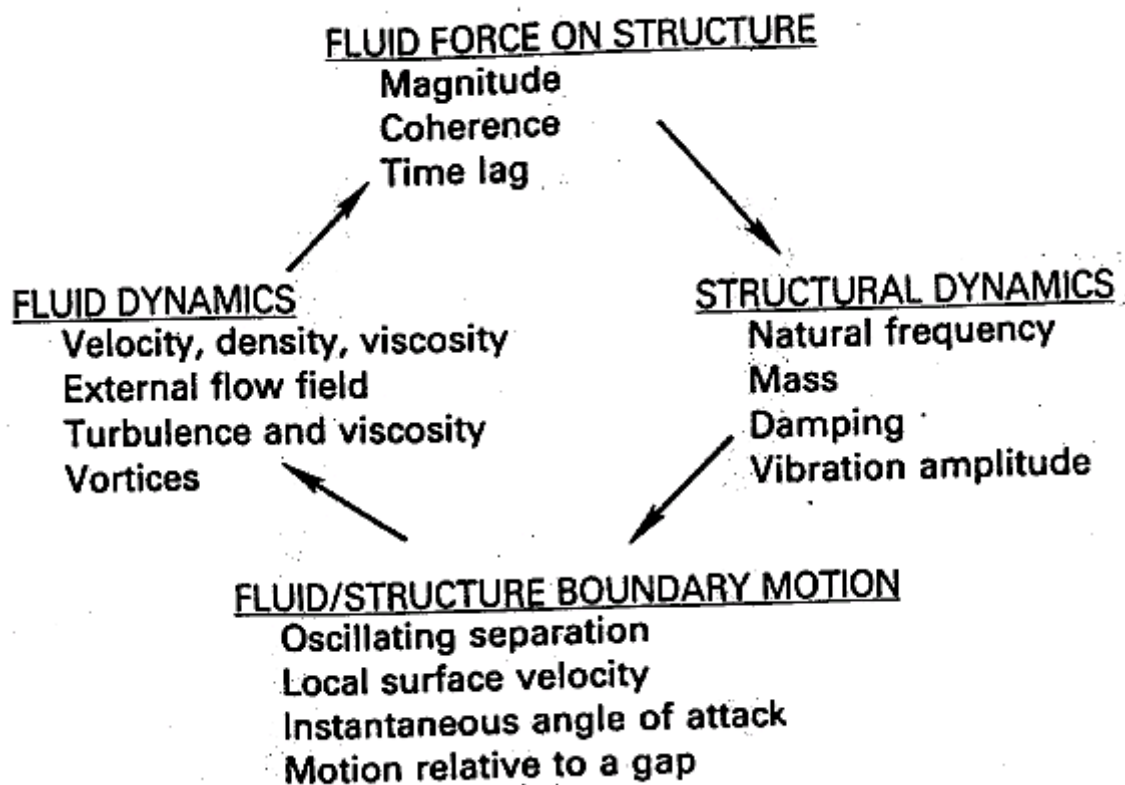 FLUID FORCE ON STRUCTURE
Magnitude
Coherence
Time lag
FLUID DYNAMICS
Velocity, density, viscosity
External flow field
Turbulence and viscosity
Vortices
STRUCTURAL DYNAMICS
Natural frequency
Mass
Damping
Vibration amplitude
FLUID/STRUCTURE BOUNDARY MOTION
Oscillating separation
Local surface velocity
Instantaneous angle of attack
Motion relative to a gap